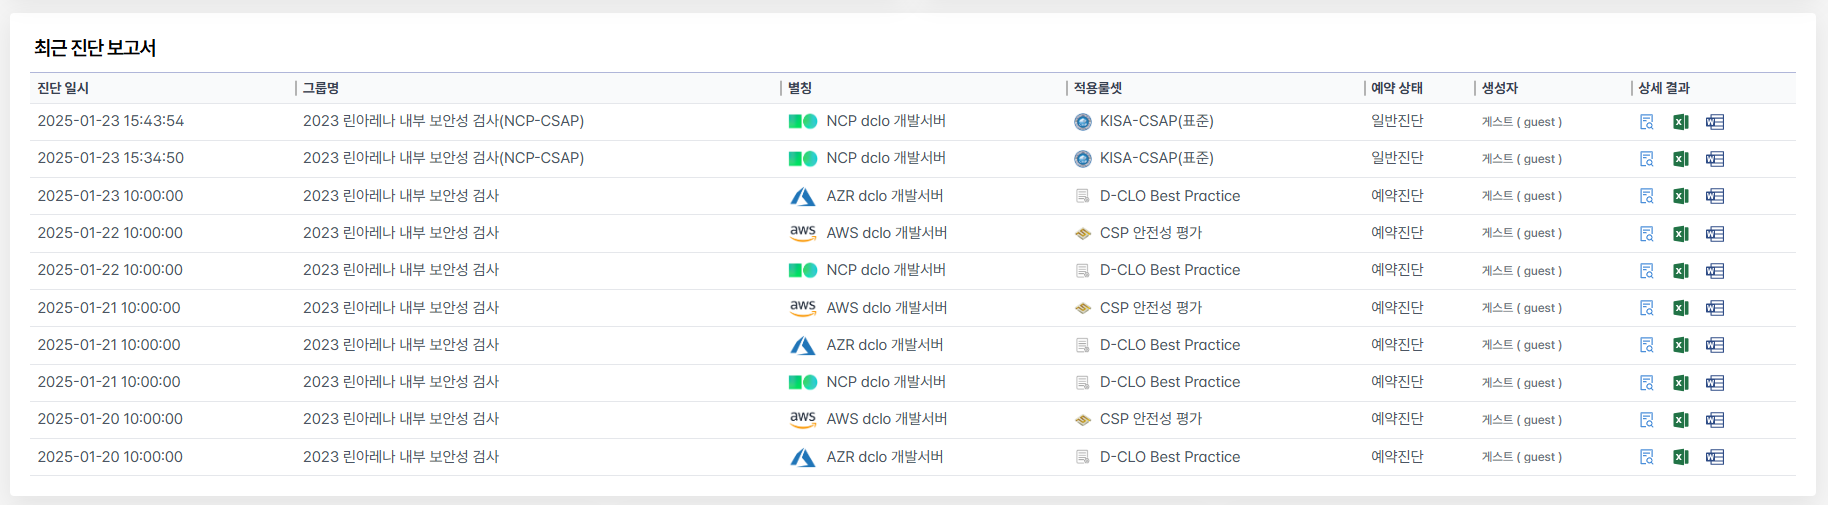 최근 진단 보고서
진단 일시 그룹명 별칭 적용룰셋 예약 상태 생성자 상세 결과
2025-01-23 15:43:54 2023 린아레나 내부 보안성 검사(NCP-CSAP) NCP dclo 개발서버 KISA-CSAP(표준) 일반진단 게스트 ( guest )
2025-01-23 15:34:50 2023 린아레나 내부 보안성 검사(NCP-CSAP) NCP dclo 개발서버 KISA-CSAP(표준) 일반진단 게스트 ( guest )
2025-01-23 10:00:00 2023 린아레나 내부 보안성 검사 AZR dclo 개발서버 D-CLO Best Practice 예약진단 게스트 ( guest )
2025-01-22 10:00:00 2023 린아레나 내부 보안성 검사 aws AWS dclo 개발서버 CSP 안전성 평가 예약진단 게스트 ( guest )
2025-01-22 10:00:00 2023 린아레나 내부 보안성 검사 NCP dclo 개발서버 D-CLO Best Practice 예약진단 게스트 ( guest )
2025-01-21 10:00:00 2023 린아레나 내부 보안성 검사 aws AWS dclo 개발서버 CSP 안전성 평가 예약진단 게스트 ( guest )
2025-01-21 10:00:00 2023 린아레나 내부 보안성 검사 AZR dclo 개발서버 D-CLO Best Practice 예약진단 게스트 ( guest )
2025-01-21 10:00:00 2023 린아레나 내부 보안성 검사 NCP dclo 개발서버 D-CLO Best Practice 예약진단 게스트 ( guest )
2025-01-20 10:00:00 2023 린아레나 내부 보안성 검사 aws AWS dclo 개발서버 CSP 안전성 평가 예약진단 게스트 ( guest )
2025-01-20 10:00:00 2023 린아레나 내부 보안성 검사 AZR dclo 개발서버 D-CLO Best Practice 예약진단 게스트 ( guest )